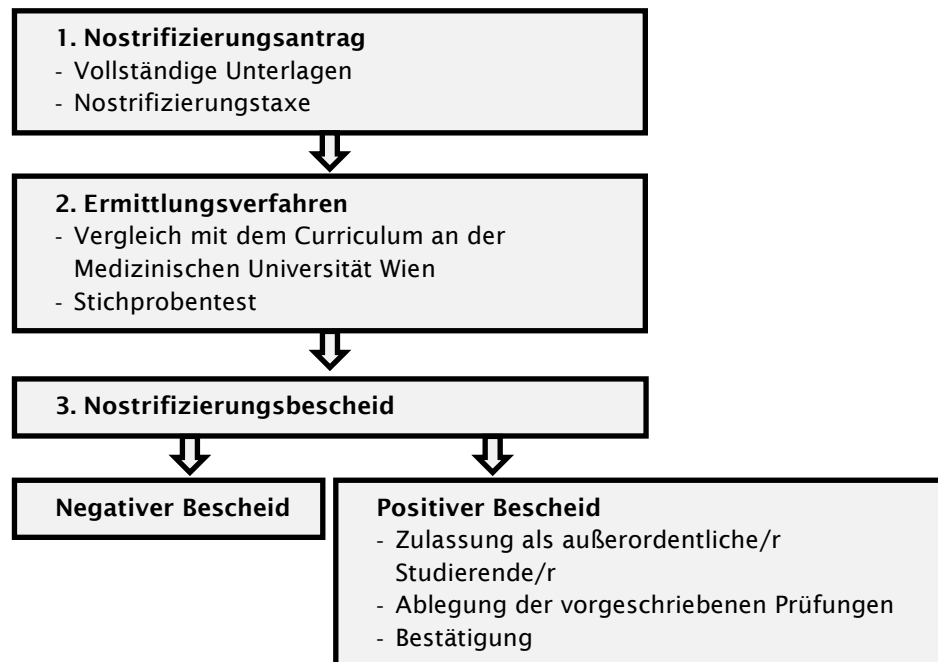 1. Nostrifizierungsantrag
- Vollständige Unterlagen
- Nostrifizierungstaxe
2. Ermittlungsverfahren
- Vergleich mit dem Curriculum an der
Medizinischen Universität Wien
- Stichprobentest
3. Nostrifizierungsbescheid
Negativer Bescheid
Positiver Bescheid
- Zulassung als außerordentliche/r
Studierende/r
- Ablegung der vorgeschriebenen Prüfungen
- Bestätigung